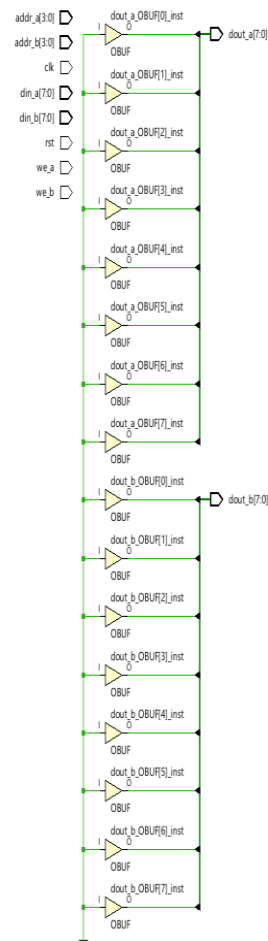 addr_a[3:0]
addr_b[3:0]
clk
din_a[7:0]
din_b[7:0]
rst
we_a
we_b
dout_a_OBUF[0]_inst
I
O
OBUF
dout_a[7:0]
dout_a_OBUF[1]_inst
I
O
OBUF
dout_a_OBUF[2]_inst
I
O
OBUF
dout_a_OBUF[3]_inst
I
O
OBUF
dout_a_OBUF[4]_inst
I
O
OBUF
dout_a_OBUF[5]_inst
I
O
OBUF
dout_a_OBUF[6]_inst
I
O
OBUF
dout_a_OBUF[7]_inst
I
O
OBUF
dout_b_OBUF[0]_inst
I
O
OBUF
dout_b[7:0]
dout_b_OBUF[1]_inst
I
O
OBUF
dout_b_OBUF[2]_inst
I
O
OBUF
dout_b_OBUF[3]_inst
I
O
OBUF
dout_b_OBUF[4]_inst
I
O
OBUF
dout_b_OBUF[5]_inst
I
O
OBUF
dout_b_OBUF[6]_inst
I
O
OBUF
dout_b_OBUF[7]_inst
I
O
OBUF